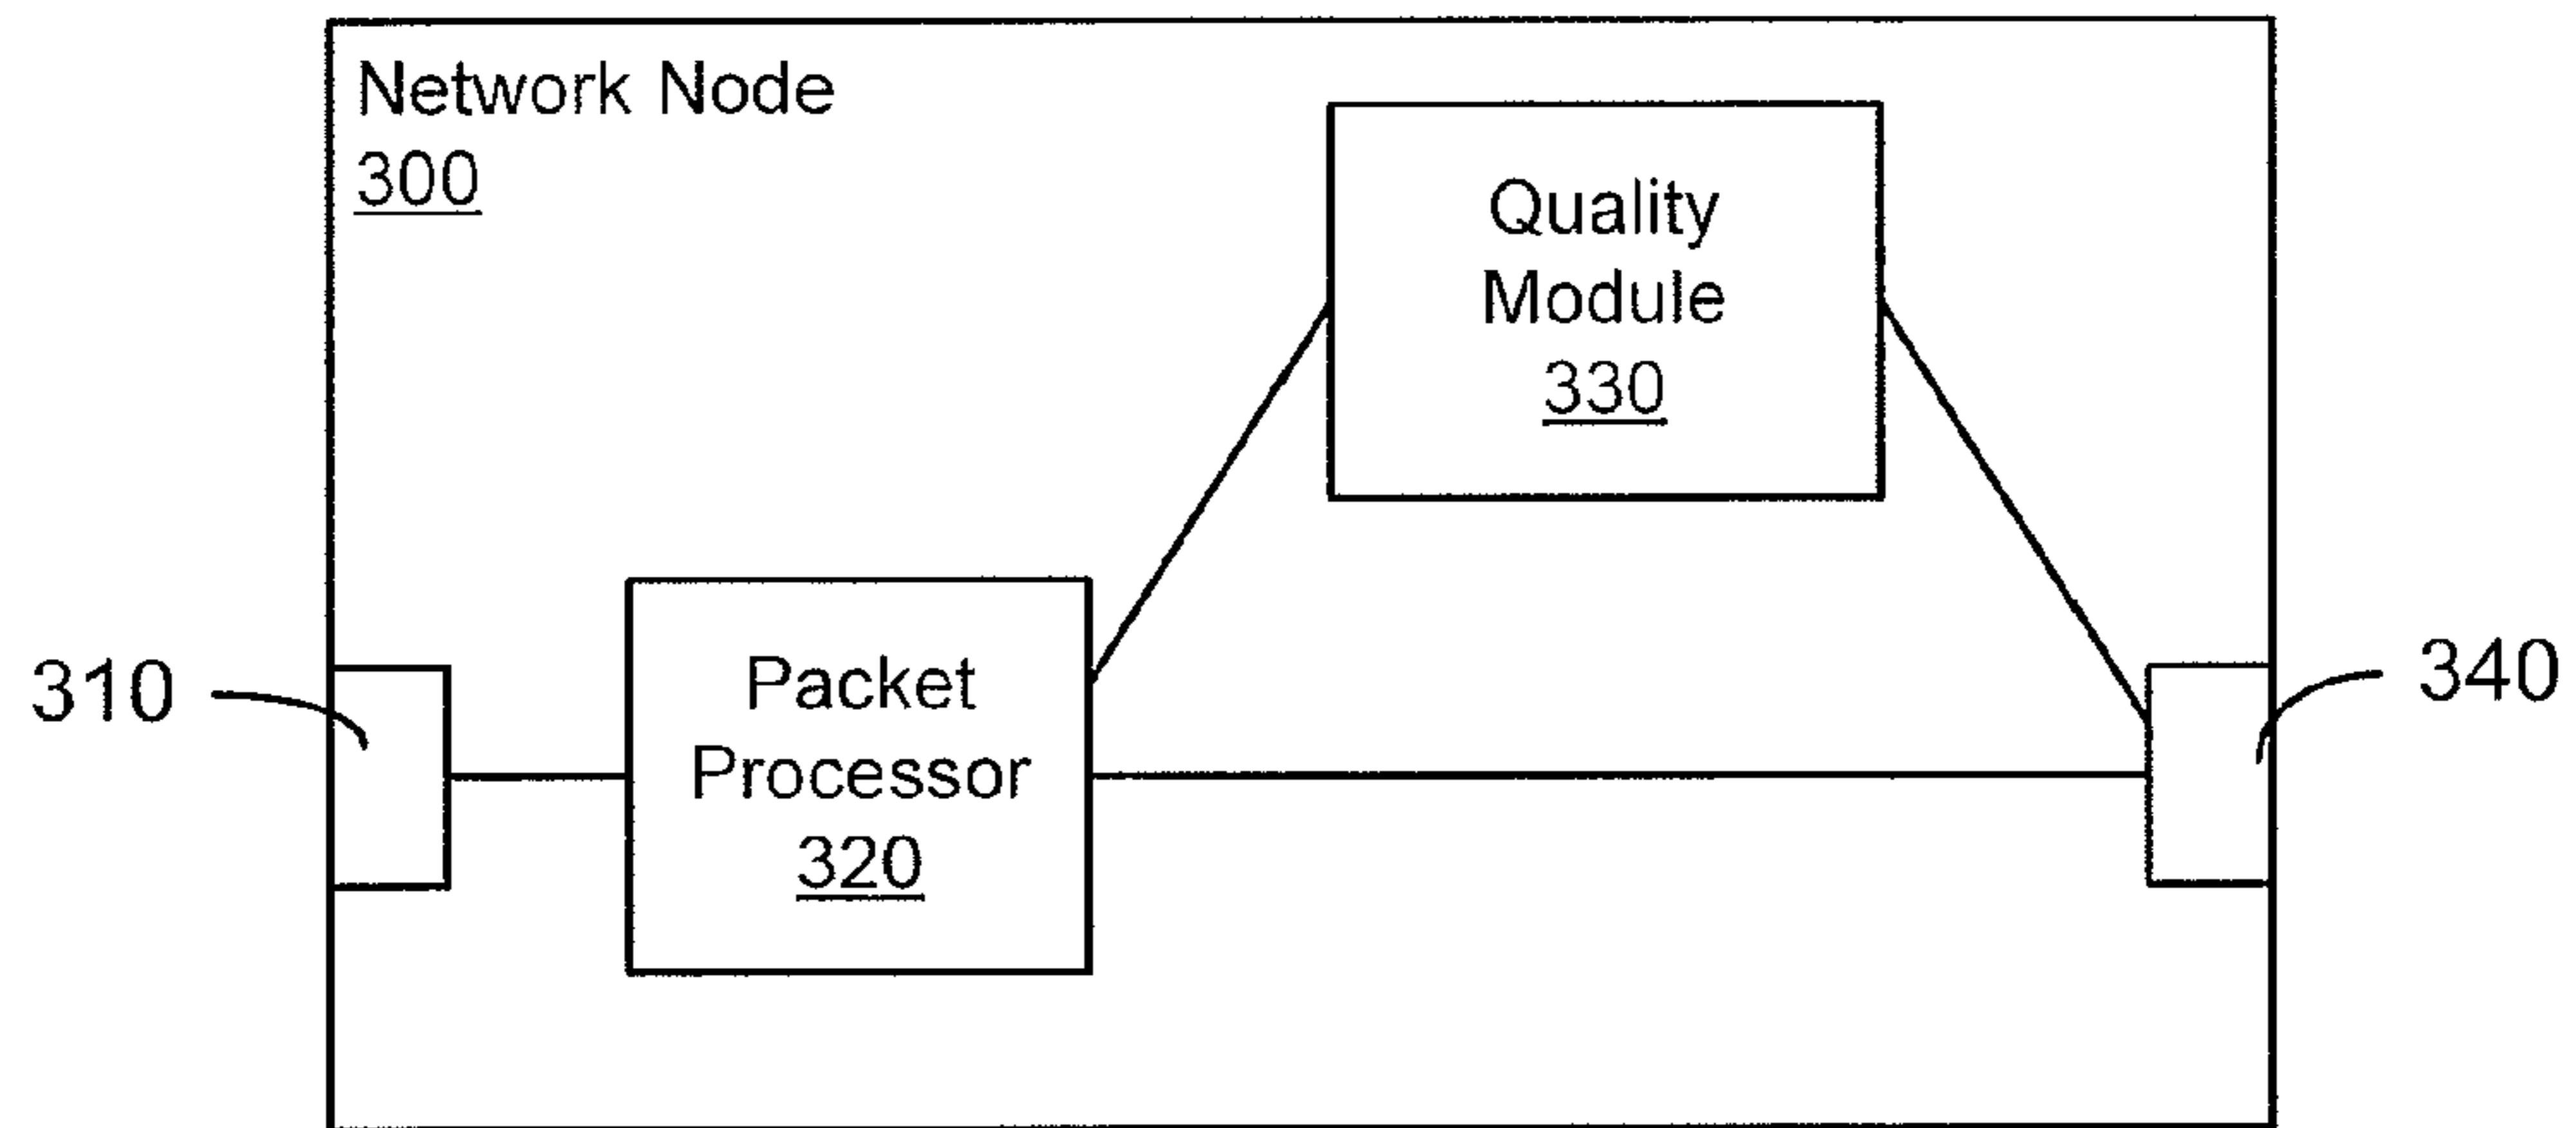 Network Node
300
Quality
Module
330
310
Packet
Processor
320
340